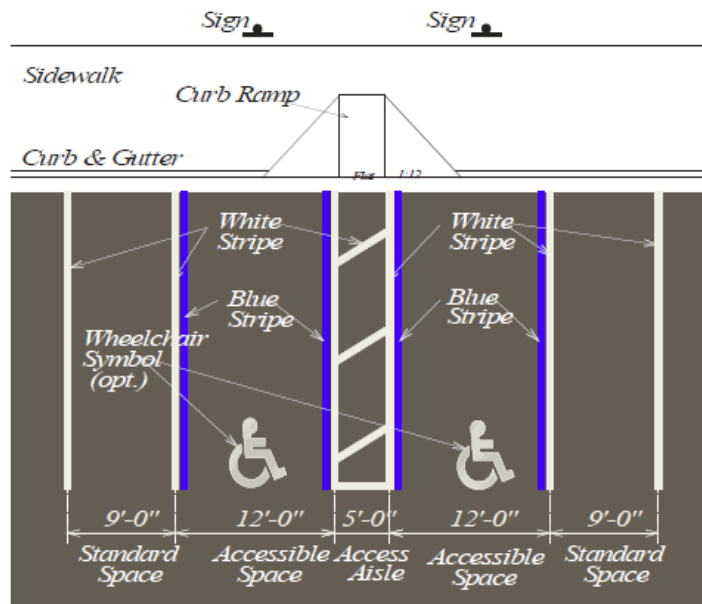 Sign
Sign
Sidewalk
Curb Ramp
Curb & Gutter
Flat
1:12
White
Stripe
White
Stripe
Blue
Stripe
Blue
Stripe
Wheelchair
Symbol
(opt.)
9'-0"
12'-0"
5'-0"
12'-0"
9'-0"
Standard
Space
Accessible
Space
Access
Aisle
Accessible
Space
Standard
Space